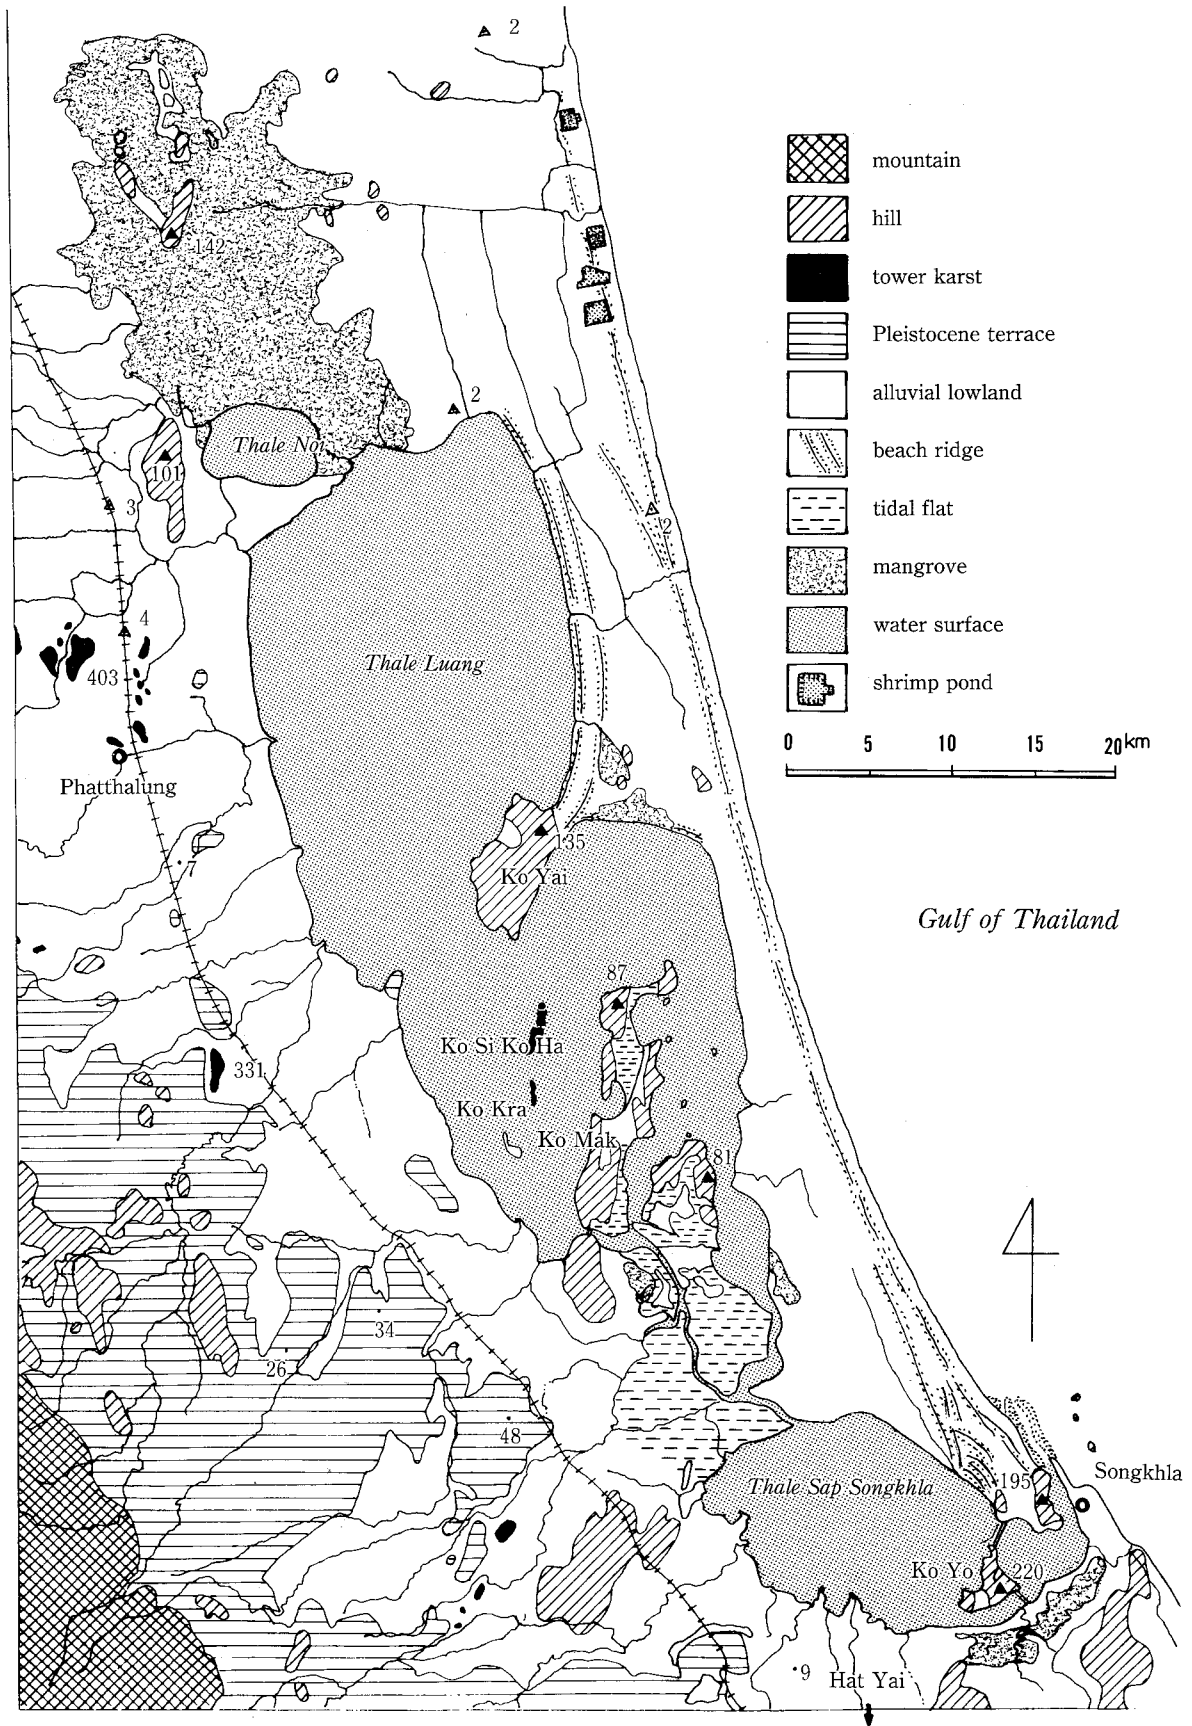 2
mountain
hill
142
tower karst
Pleistocene terrace
2
alluvial lowland
Thale Noi
beach ridge
101
3
2
tidal flat
mangrove
4
water surface
Thale Luang
403
shrimp pond
0 5 10 15 20 km
Phatthalung
135
7
Ko Yai
Gulf of Thailand
87
Ko Si Ko Ha
331
Ko Kra
Ko Mak
81
34
26
48
Songkhla
195
Thale Sap Songkhla
Ko Yo
220
9
Hat Yai